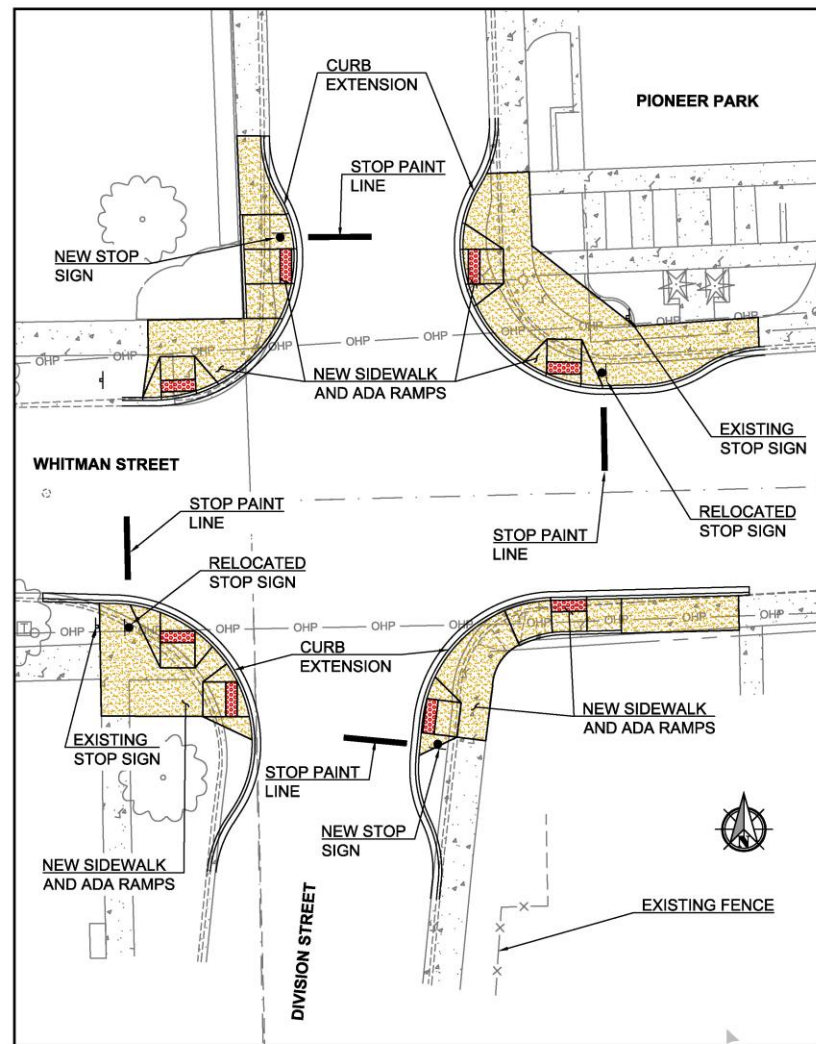 CURB
EXTENSION
PIONEER PARK
STOP PAINT
LINE
NEW STOP
SIGN
OHP
OHP
OHP
OHP
OHP
OHP
OHP
NEW SIDEWALK
AND ADA RAMPS
EXISTING
STOP SIGN
WHITMAN STREET
STOP PAINT
LINE
RELOCATED
STOP SIGN
STOP PAINT
LINE
RELOCATED
STOP SIGN
OHP
OHP
OHP
OHP
OHP
OHP
CURB
EXTENSION
NEW SIDEWALK
AND ADA RAMPS
EXISTING
STOP SIGN
STOP PAINT
LINE
NEW STOP
SIGN
N
NEW SIDEWALK
AND ADA RAMPS
EXISTING FENCE
DIVISION STREET